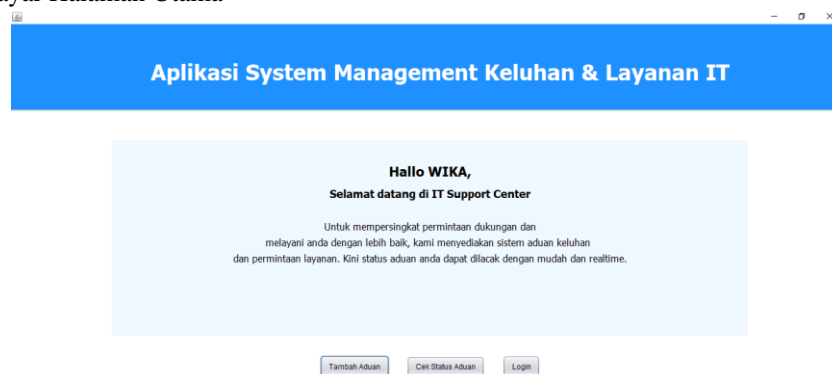 Halaman Utama
Aplikasi System Management Keluhan & Layanan IT
Hallo WIKA,
Selamat datang di IT Support Center
Untuk mempersingkat permintaan dukungan dan
melayani anda dengan lebih baik, kami menyediakan sistem aduan keluhan
dan permintaan layanan. Kini status aduan anda dapat dilacak dengan mudah dan realtime.
Tambah Aduan
Cek Status Aduan
Login